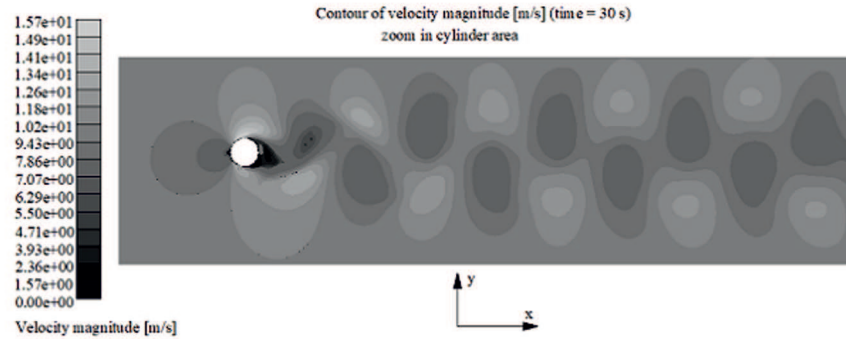 Contour of velocity magnitude [m/s] (time = 30 s)
zoom in cylinder area
1.57e+01
1.49e+01
1.41e+01
1.34e+01
1.26e+01
1.18e+01
1.02e+01
9.43e+00
7.86e+00
7.07e+00
6.29e+00
5.50e+00
4.71e+00
3.93e+00
2.36e+00
1.57e+00
0.00e+00
Velocity magnitude [m/s]
y
x